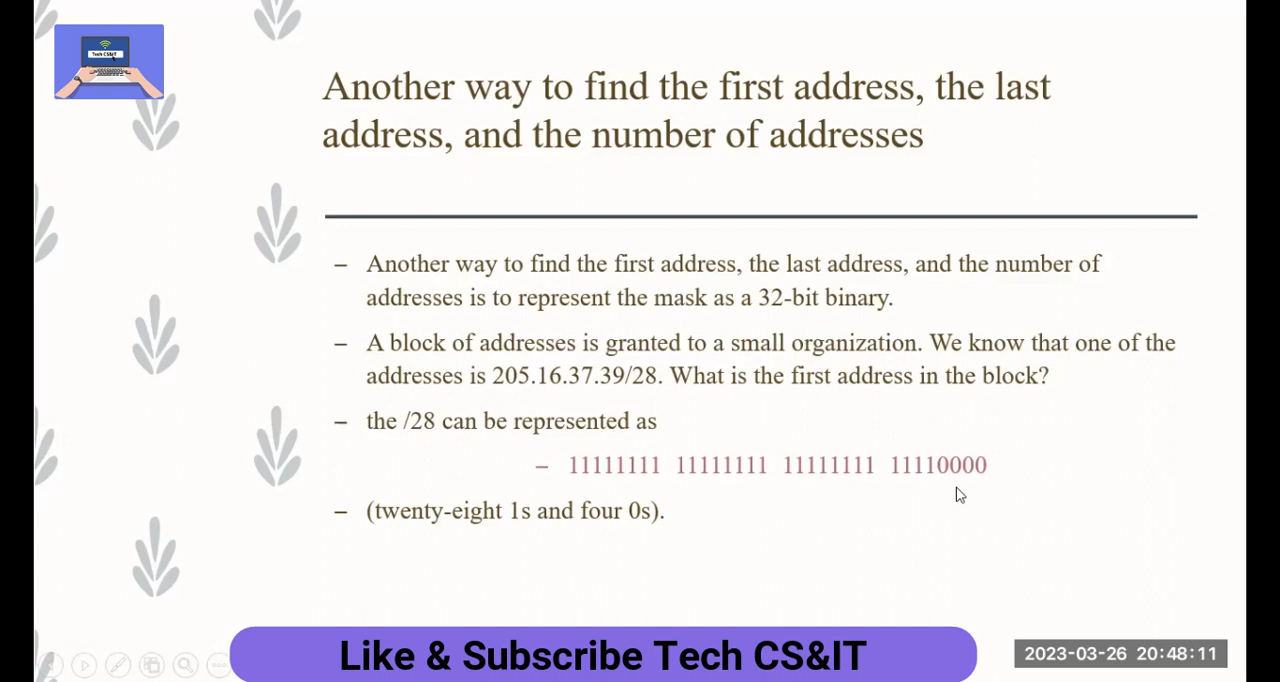 Tech CS&IT
Another way to find the first address, the last
address, and the number of addresses
– Another way to find the first address, the last address, and the number of
addresses is to represent the mask as a 32-bit binary.
– A block of addresses is granted to a small organization. We know that one of the
addresses is 205.16.37.39/28. What is the first address in the block?
– the /28 can be represented as
– 11111111 11111111 11111111 11110000
– (twenty-eight 1s and four 0s).
Like & Subscribe Tech CS&IT
2023-03-26 20:48:11